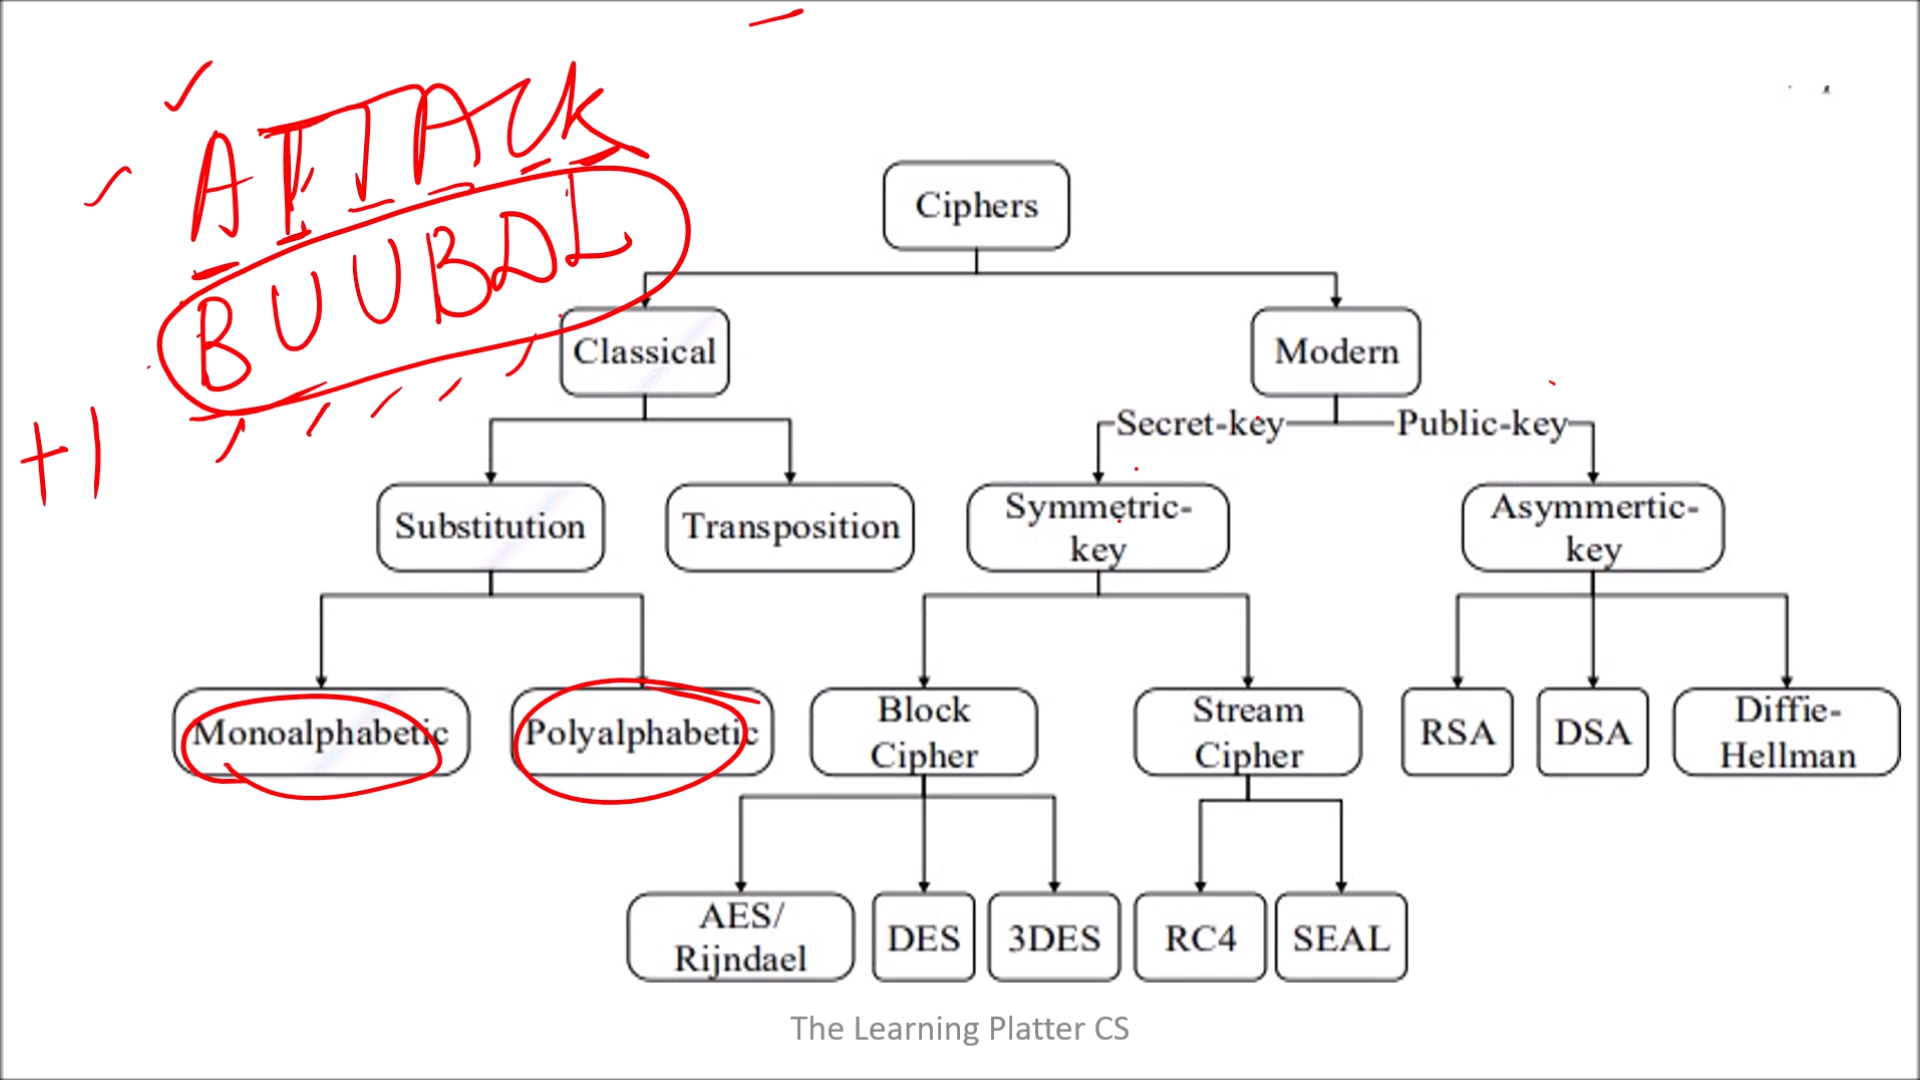 ATTACK
BUUBDL
+1
Ciphers
Classical
Modern
Secret-key
Public-key
Substitution
Transposition
Symmetric-
key
Asymmertic-
key
Monoalphabetic
Polyalphabetic
Block
Cipher
Stream
Cipher
RSA
DSA
Diffie-
Hellman
AES/
Rijndael
DES
3DES
RC4
SEAL
The Learning Platter CS